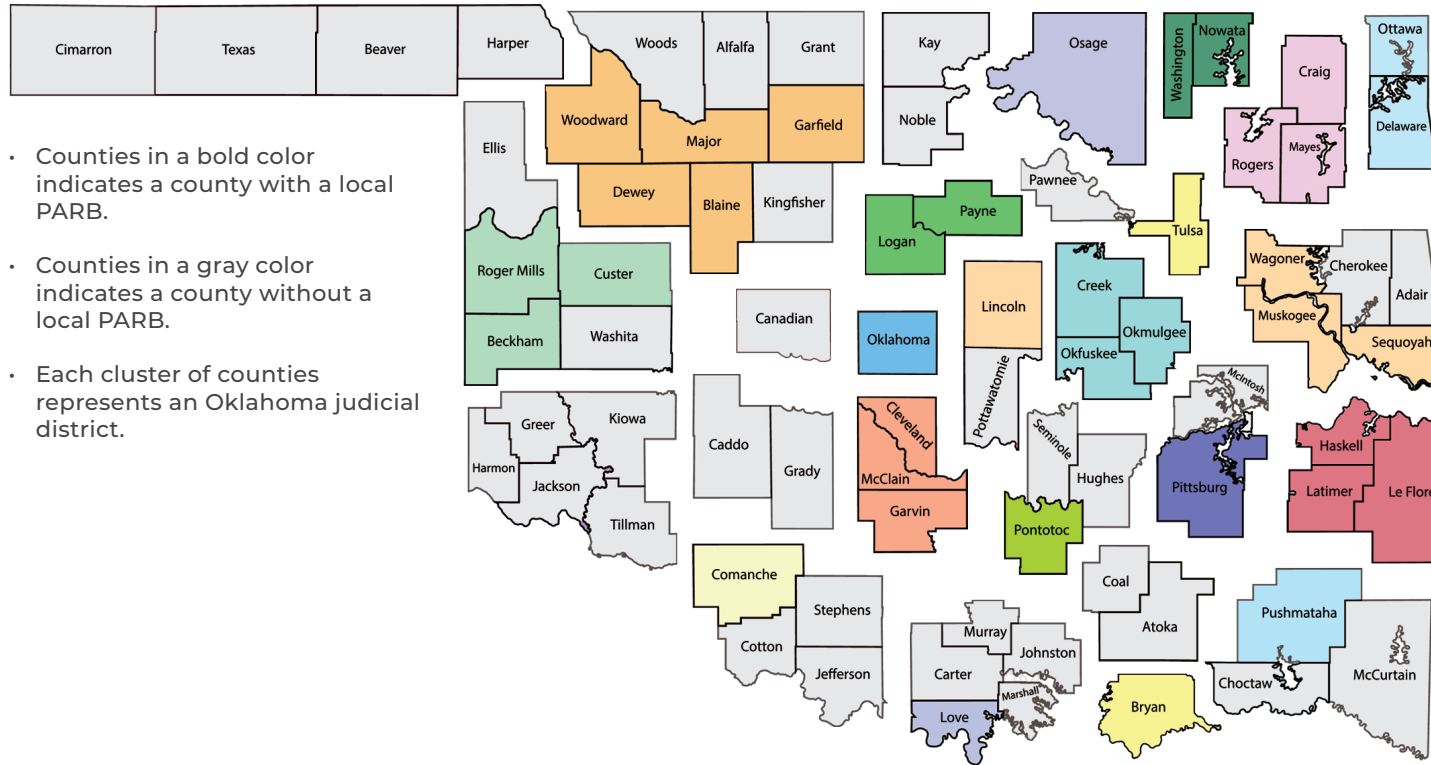 Cimarron
Texas
Beaver
Harper
Woods
Alfalfa
Grant
Kay
Osage
Washington
Nowata
Ottawa
Craig
Woodward
Major
Garfield
Noble
Delaware
Rogers
Mayes
• Counties in a bold color
indicates a county with a local
PARB.
• Counties in a gray color
indicates a county without a
local PARB.
• Each cluster of counties
represents an Oklahoma judicial
district.
Ellis
Dewey
Blaine
Kingfisher
Pawnee
Payne
Logan
Tulsa
Roger Mills
Custer
Wagoner
Cherokee
Adair
Creek
Lincoln
Canadian
Muskogee
Okmulgee
Beckham
Washita
Oklahoma
Okfuskee
Sequoyah
Pottawatomie
McIntosh
Greer
Kiowa
Cleveland
Seminole
Haskell
Caddo
Harmon
Grady
McClain
Hughes
Jackson
Pittsburg
Latimer
Le Flore
Garvin
Tillman
Pontotoc
Comanche
Coal
Stephens
Pushmataha
Atoka
Murray
Cotton
Johnston
Jefferson
Carter
Choctaw
McCurtain
Marshall
Love
Bryan